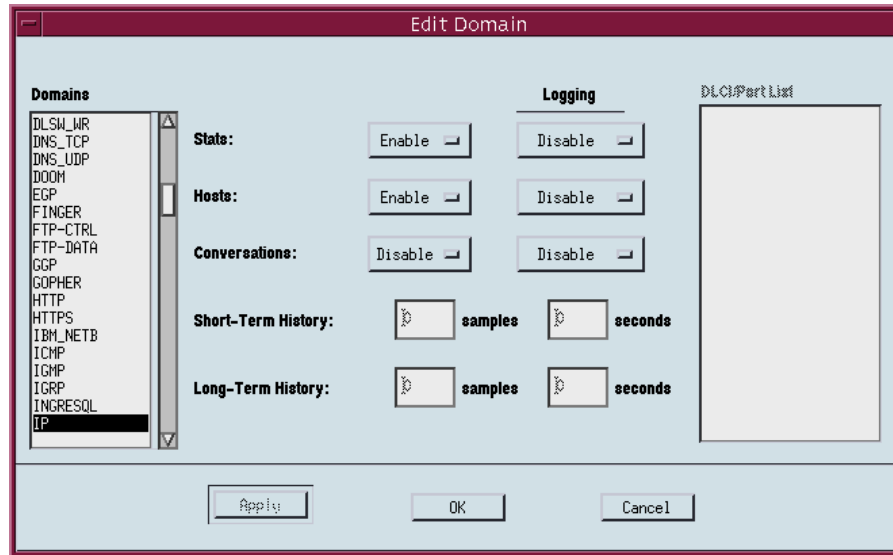 Edit Domain
Domains
Logging
DLCI/Port List
DLSW_WR
DNS_TCP
DNS_UDP
DOOM
EGP
FINGER
FTP-CTRL
FTP-DATA
GGP
GOPHER
HTTP
HTTPS
IBM_NETB
ICMP
IGMP
IGRP
INGRESQL
IP
Stats: Enable Disable
Hosts: Enable Disable
Conversations: Disable Disable
Short-Term History: samples seconds
Long-Term History: samples seconds
Apply OK Cancel